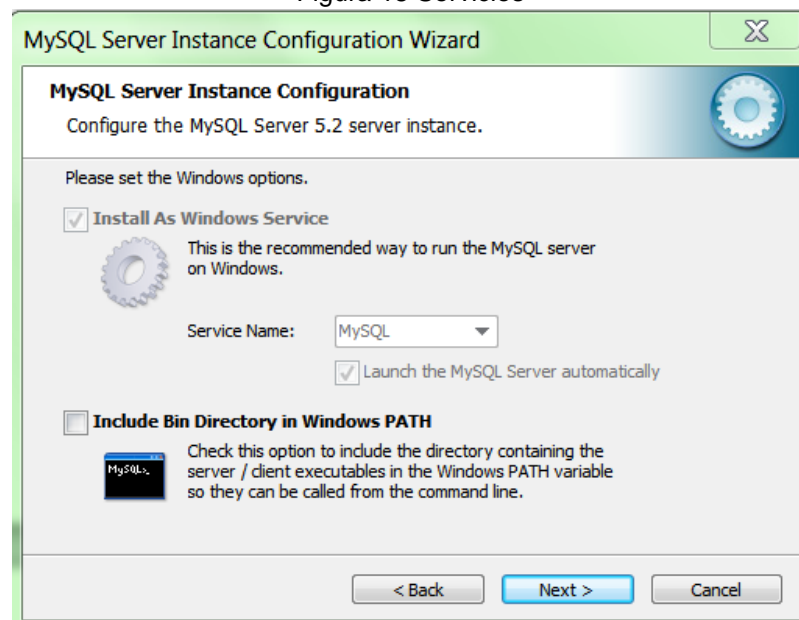 Figura 15 Servicios
MySQL Server Instance Configuration Wizard
MySQL Server Instance Configuration
Configure the MySQL Server 5.2 server instance.
Please set the Windows options.
Install As Windows Service
This is the recommended way to run the MySQL server
on Windows.
Service Name: MySQL
Launch the MySQL Server automatically
Include Bin Directory in Windows PATH
MySQL>_
Check this option to include the directory containing the
server / client executables in the Windows PATH variable
so they can be called from the command line.
< Back Next > Cancel